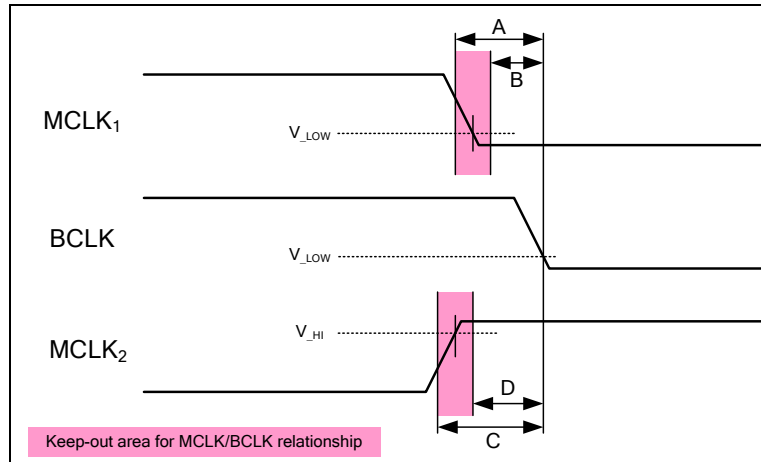 A
B
MCLK₁
V_LOW
BCLK
V_LOW
V_HI
MCLK₂
D
C
Keep-out area for MCLK/BCLK relationship